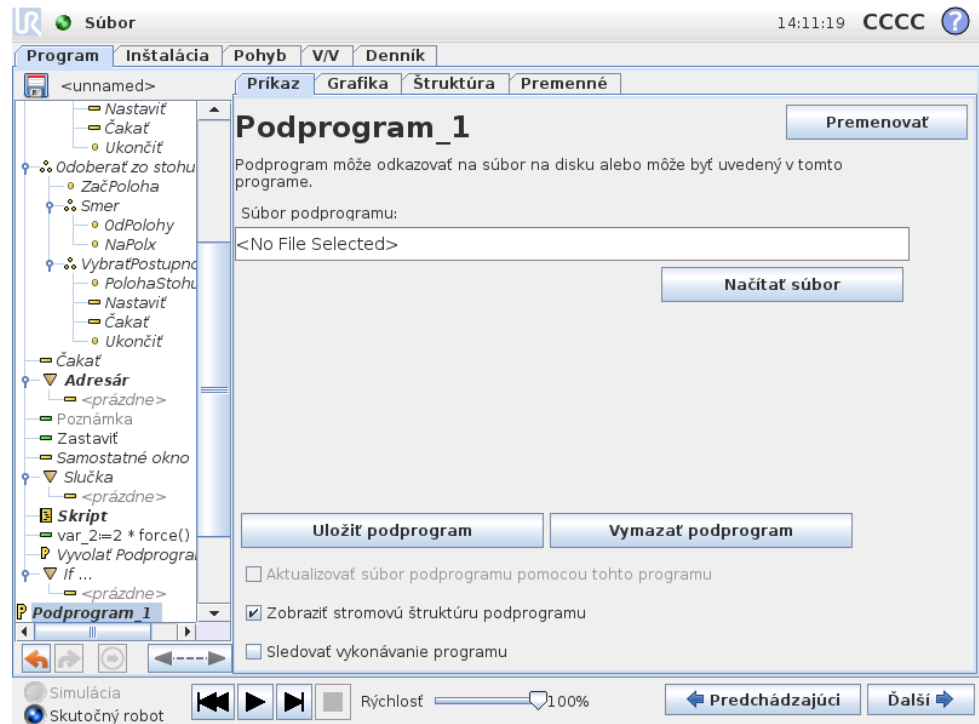 UR Súbor 14:11:19 CCCC ?
Program Inštalácia Pohyb V/V Denník
<unnamed>
Príkaz Grafika Štruktúra Premenné
Nastaviť
Čakať
Ukončiť
Odoberať zo stohu
ZačPoloha
Smer
OdPolohy
NaPolx
VybraťPostupno
PolohaStohu
Nastaviť
Čakať
Ukončiť
Čakať
Adresár
<prázdne>
Poznámka
Zastaviť
Samostatné okno
Slučka
<prázdne>
Skript
var_2:=2 * force()
Vyvolať Podprogra
If ...
<prázdne>
Podprogram_1
Podprogram_1
Premenovať
Podprogram môže odkazovať na súbor na disku alebo môže byť uvedený v tomto
programe.
Súbor podprogramu:
<No File Selected>
Načítať súbor
Uložiť podprogram
Vymazať podprogram
Aktualizovať súbor podprogramu pomocou tohto programu
Zobraziť stromovú štruktúru podprogramu
Sledovať vykonávanie programu
Simulácia
Skutočný robot
Rýchlosť 100%
Predchádzajúci
Ďalší